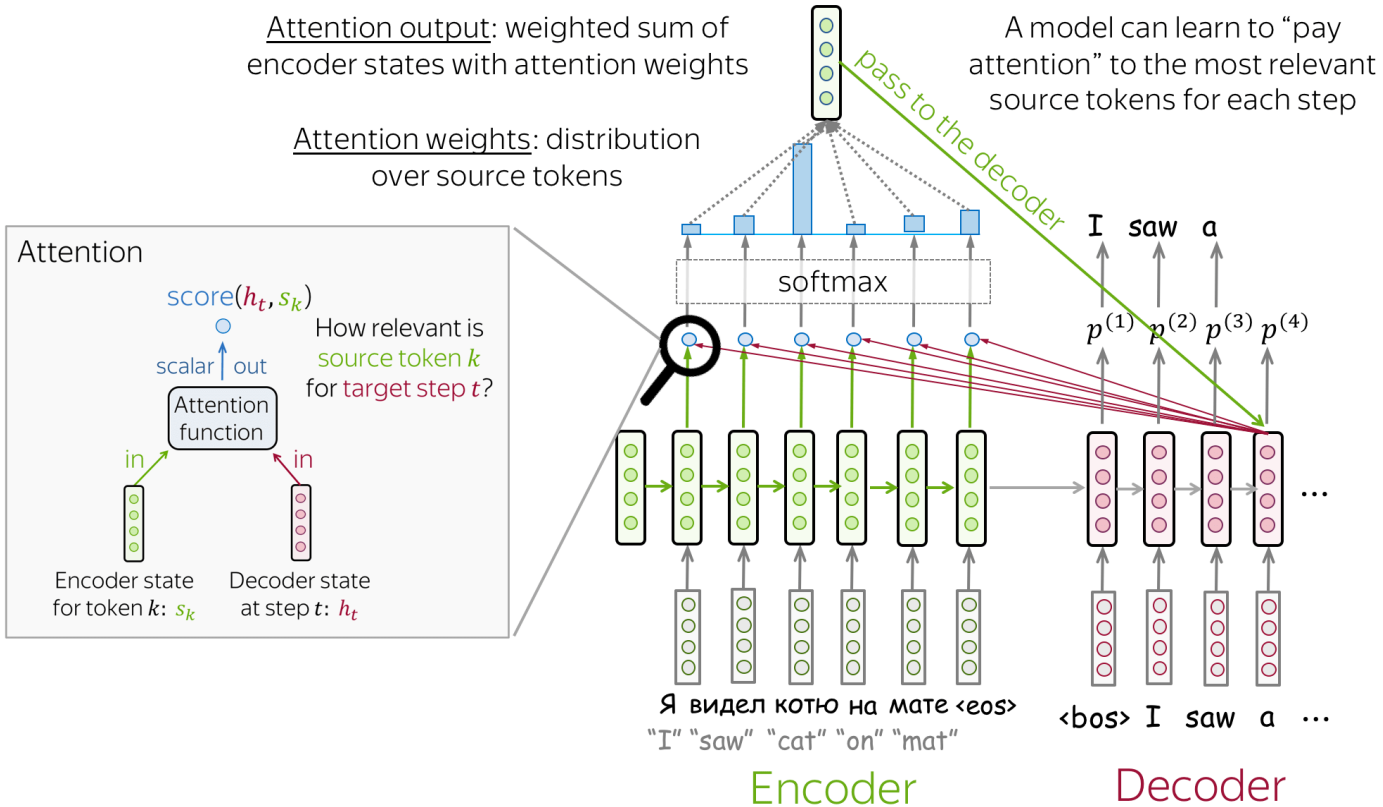 Attention output: weighted sum of
encoder states with attention weights
A model can learn to “pay
attention” to the most relevant
source tokens for each step
pass to the decoder
Attention weights: distribution
over source tokens
I saw a
softmax
p⁽¹⁾ p⁽²⁾ p⁽³⁾ p⁽⁴⁾
Attention
score(hₜ, sₖ)
How relevant is
source token k
for target step t?
scalar out
Attention
function
in in
Encoder state
for token k: sₖ
Decoder state
at step t: hₜ
...
Я видел котю на мате <eos>
“I” “saw” “cat” “on” “mat”
<bos> I saw a ...
Encoder
Decoder